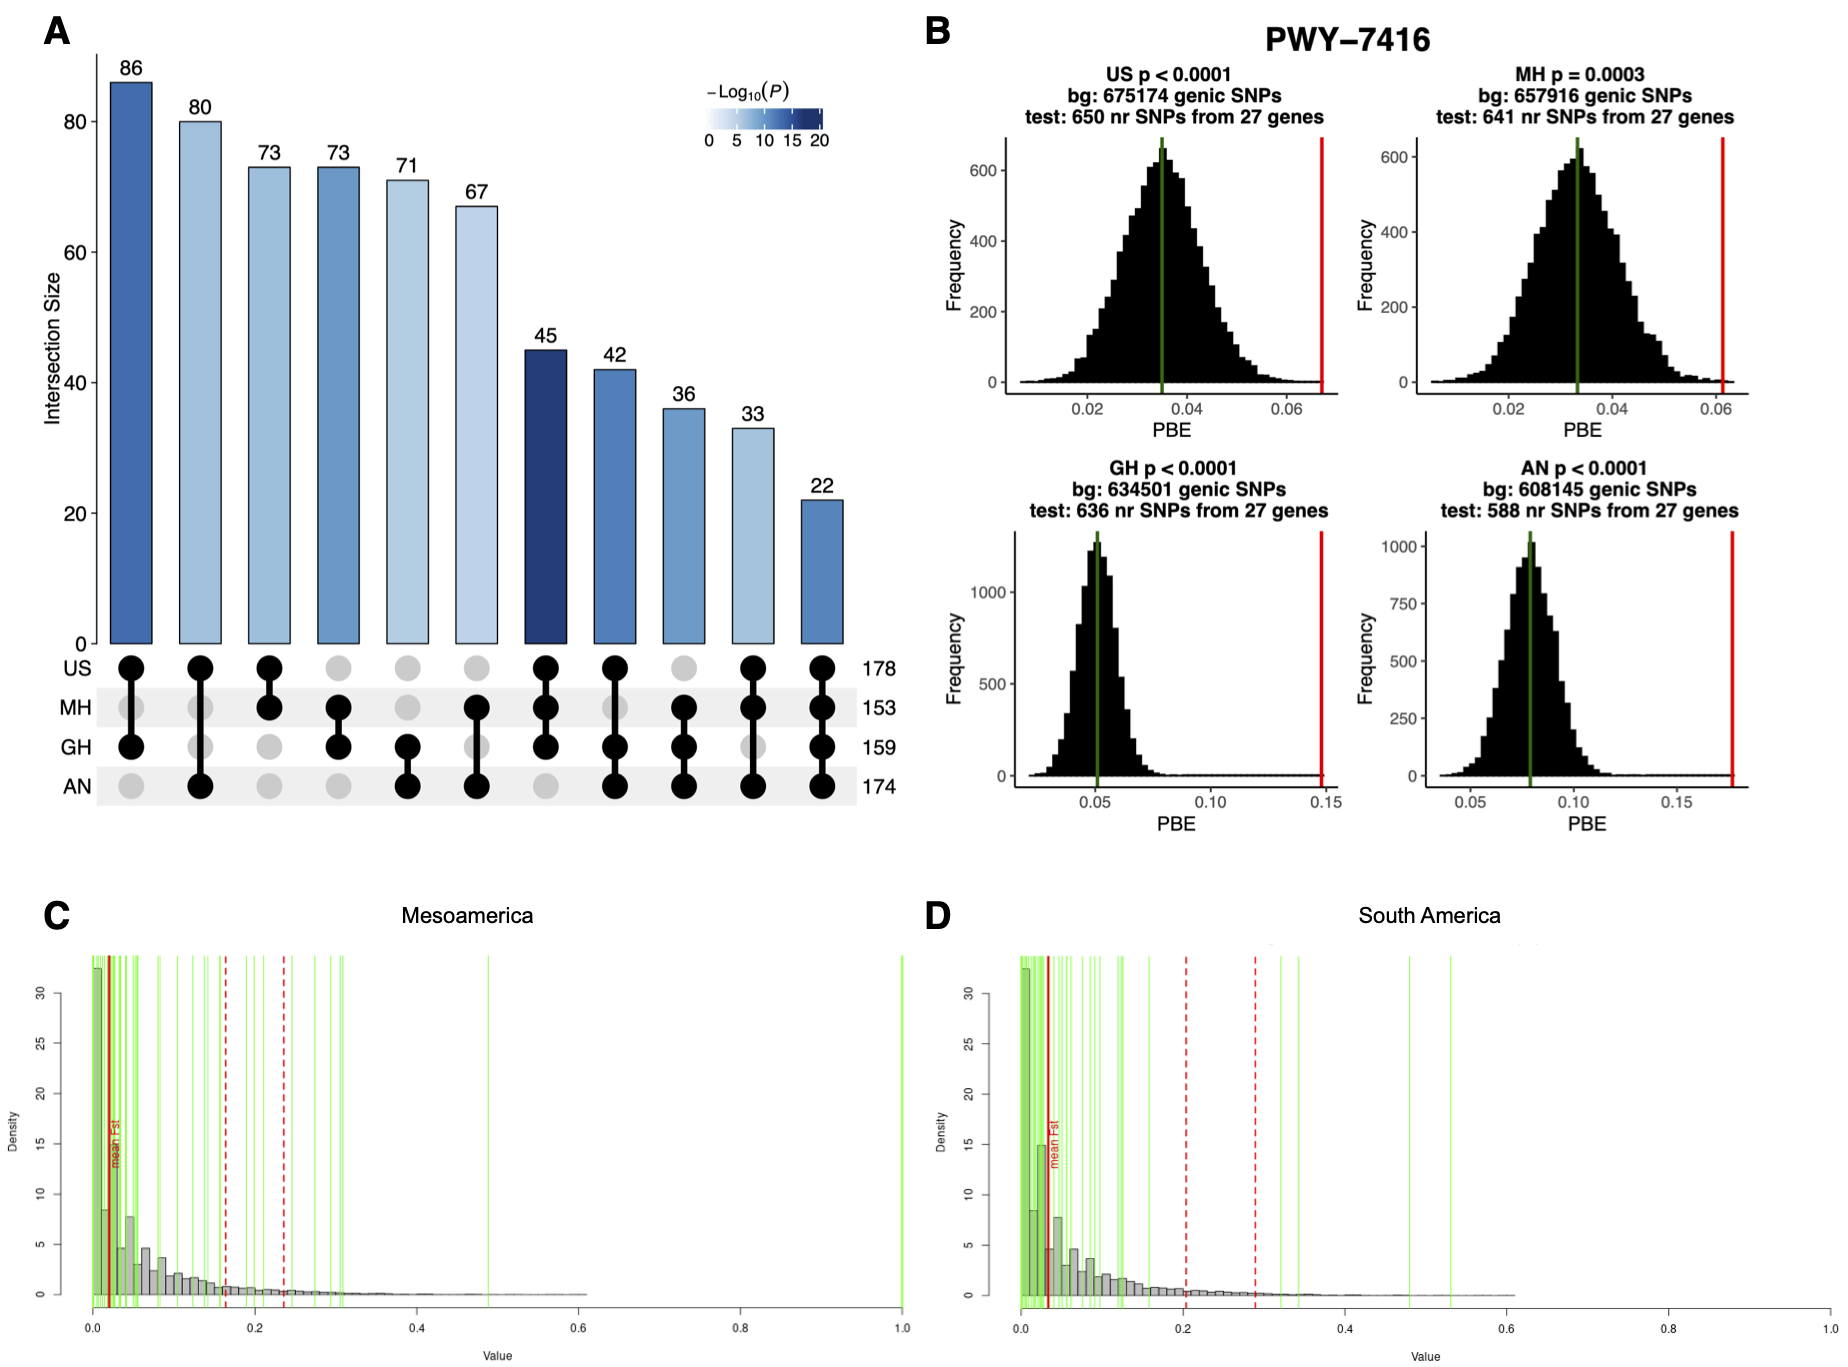 A
86
80
73
73
71
67
45
42
36
33
22
−Log₁₀(P)
0 5 10 15 20
Intersection Size
80
60
40
20
0
US 178
MH 153
GH 159
AN 174
B
PWY−7416
US p < 0.0001
bg: 675174 genic SNPs
test: 650 nr SNPs from 27 genes
Frequency
600
400
200
0
0.02 0.04 0.06
PBE
MH p = 0.0003
bg: 657916 genic SNPs
test: 641 nr SNPs from 27 genes
Frequency
600
400
200
0
0.02 0.04 0.06
PBE
GH p < 0.0001
bg: 634501 genic SNPs
test: 636 nr SNPs from 27 genes
Frequency
1000
500
0
0.05 0.10 0.15
PBE
AN p < 0.0001
bg: 608145 genic SNPs
test: 588 nr SNPs from 27 genes
Frequency
1000
750
500
250
0
0.05 0.10 0.15
PBE
C
Mesoamerica
Density
30
25
20
15
10
5
0
mean Fst
0.0 0.2 0.4 0.6 0.8 1.0
Value
D
South America
Density
30
25
20
15
10
5
0
mean Fst
0.0 0.2 0.4 0.6 0.8 1.0
Value